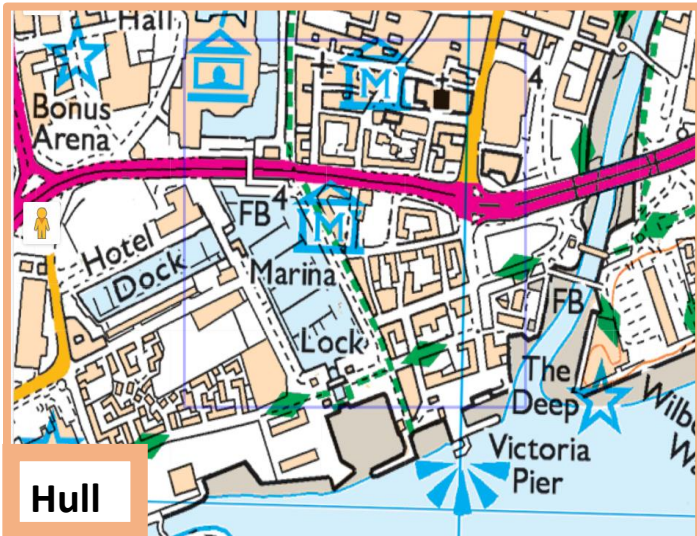 Hall
M
4
Bonus
Arena
4
FB
M
Hotel
Dock
Marina
FB
Lock
The
Deep
Victoria
Pier
Hull